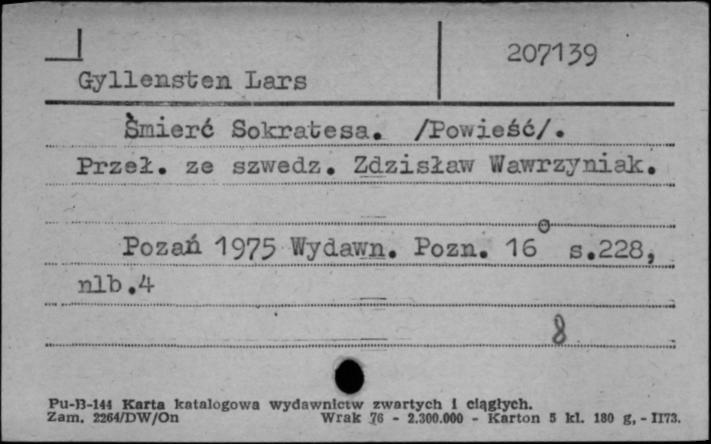 207139
Gyllensten Lars
Śmierć Sokratesa. /Powieść/.
Przeł. ze szwedz. Zdzisław Wawrzyniak.
Pozań 1975 Wydawn. Pozn. 16° s.228,
nlb.4
8
Pu-B-144 Karta katalogowa wydawnictw zwartych i ciągłych.
Zam. 2264/DW/On Wrak 76 - 2.300.000 - Karton 5 kl. 180 g, - II73.